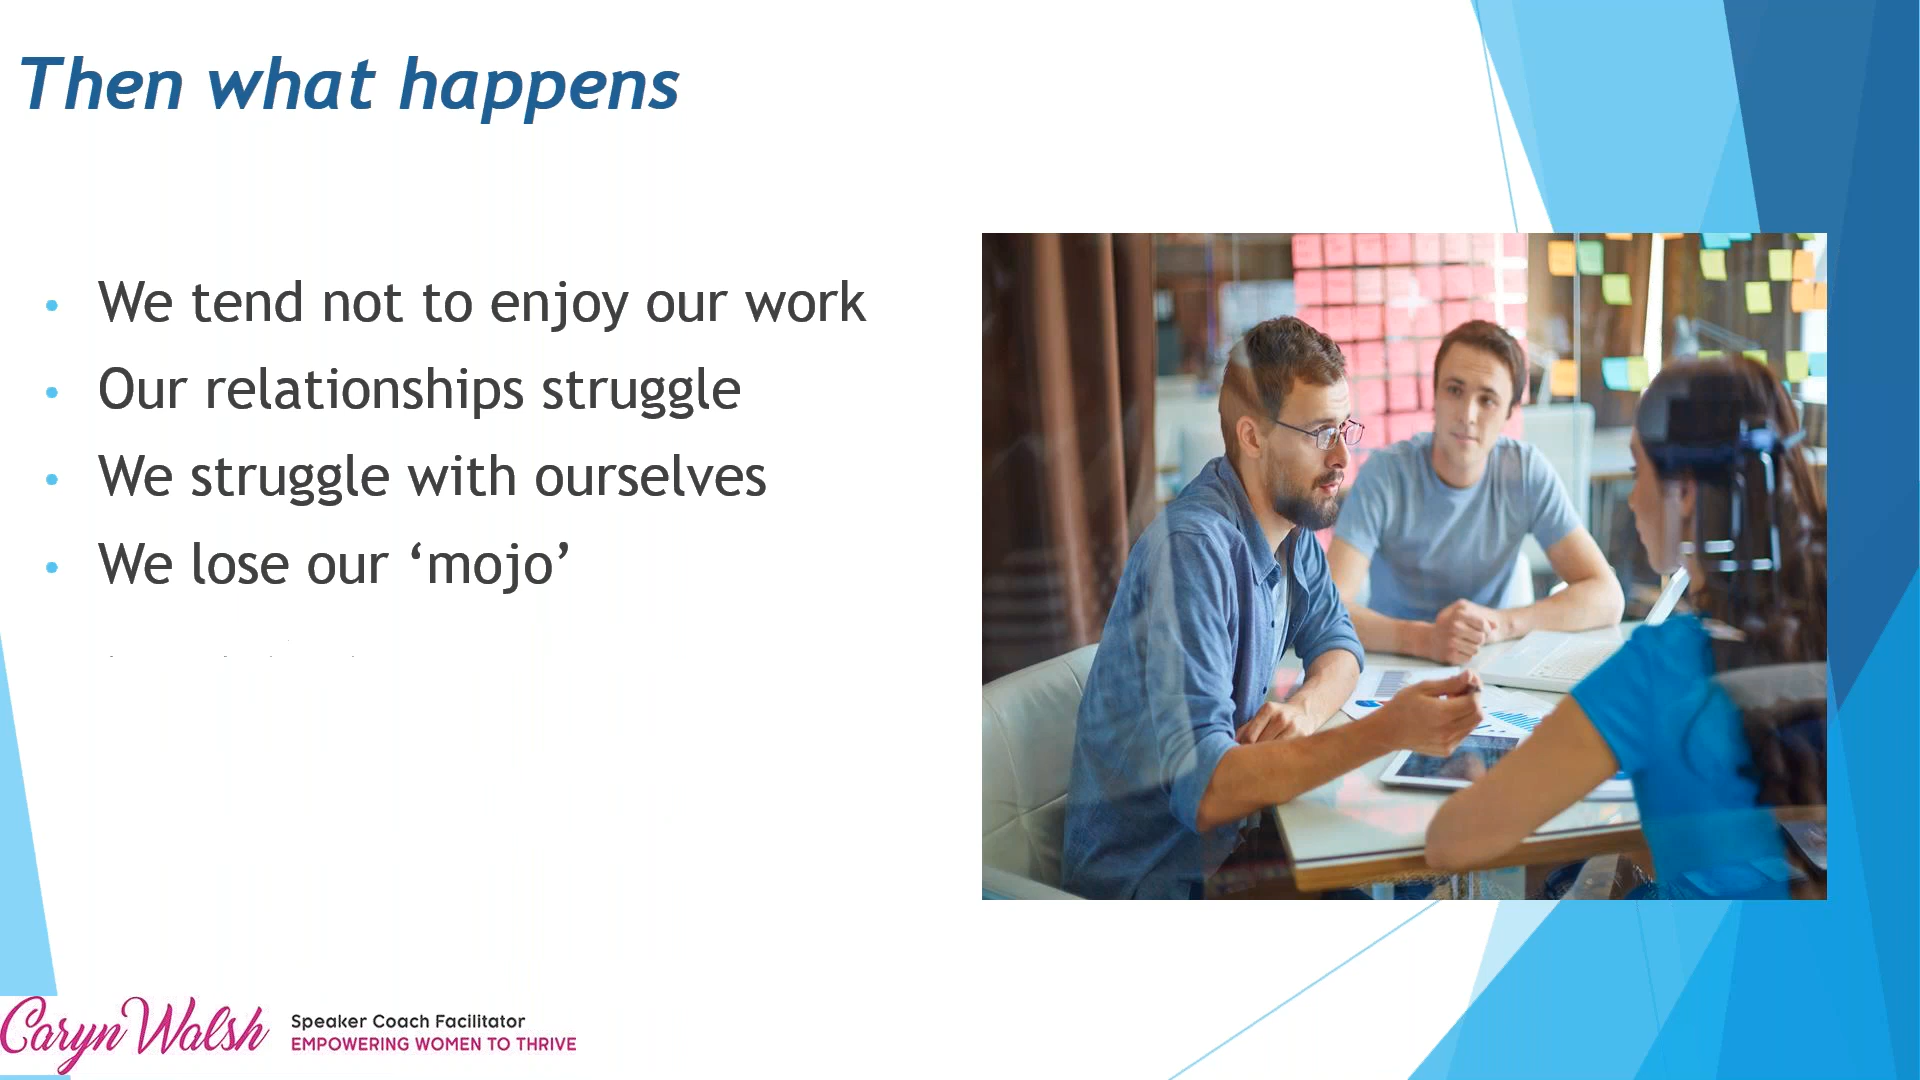 Then what happens
• We tend not to enjoy our work
• Our relationships struggle
• We struggle with ourselves
• We lose our ‘mojo’
Caryn Walsh
Speaker Coach Facilitator
EMPOWERING WOMEN TO THRIVE